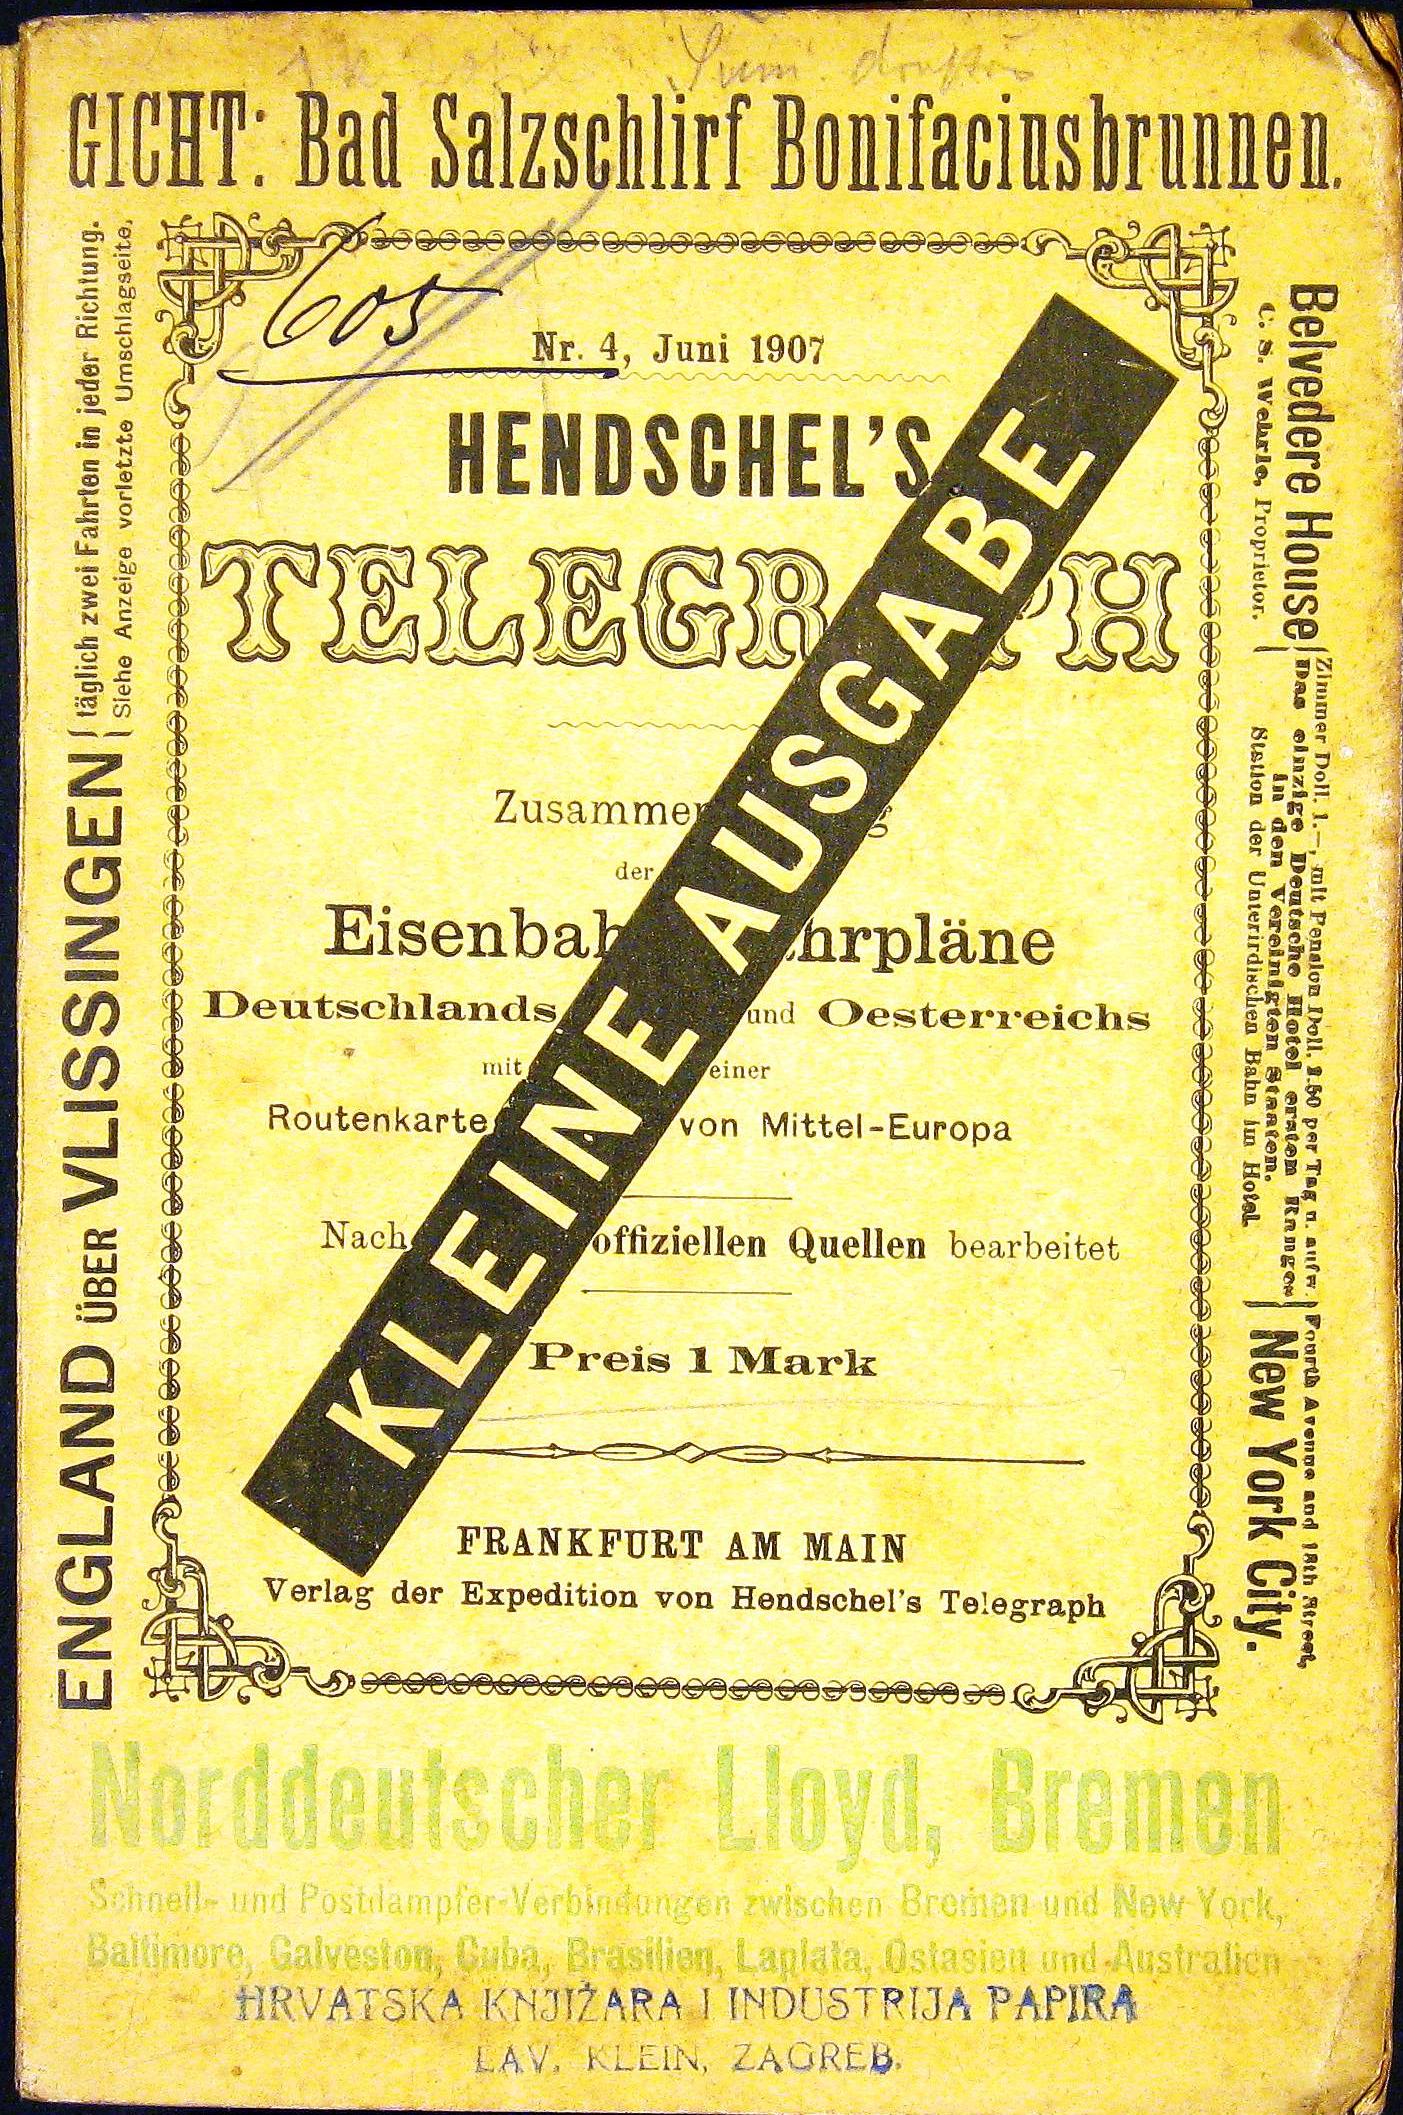 GICHT: Bad Salzschlirf Bonifaciusbrunnen.
605
Nr. 4, Juni 1907
HENDSCHEL'S
TELEGR PH
KLEINE AUSGABE
Zusammen g
der
Eisenbah hrpläne
Deutschlands und Oesterreichs
mit einer
Routenkarte von Mittel-Europa
Nach offiziellen Quellen bearbeitet
Preis 1 Mark
FRANKFURT AM MAIN
Verlag der Expedition von Hendschel's Telegraph
ENGLAND ÜBER VLISSINGEN
täglich zwei Fahrten in jeder Richtung.
Siehe Anzeige vorletzte Umschlagseite.
Belvedere House
C. S. Wehrle, Proprietor.
Zimmer Doll. 1.—, mit Pension Doll. 2.50 per Tag u. aufw.
Das einzige Deutsche Hotel ersten Ranges
in den Vereinigten Staaten.
Station der Unterirdischen Bahn im Hotel
Fourth Avenue and 18th Street,
New York City.
Norddeutscher Lloyd, Bremen
Schnell- und Postdampfer-Verbindungen zwischen Bremen und New-York,
Baltimore, Galveston, Cuba, Brasilien, Laplata, Ostasien und Australien
HRVATSKA KNJIŽARA I INDUSTRIJA PAPIRA
LAV. KLEIN, ZAGREB.